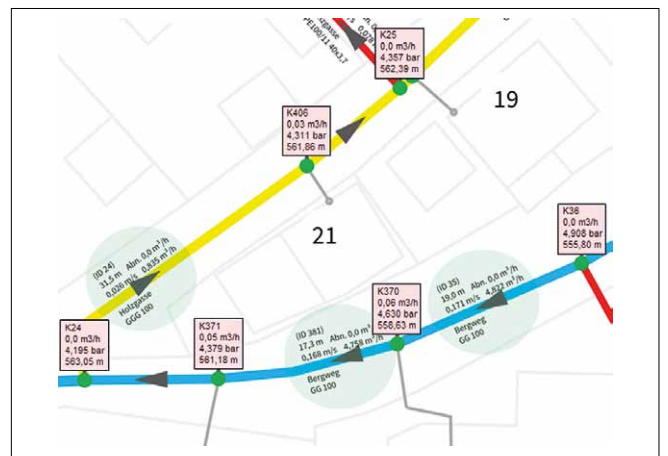 K25
0,0 m3/h
4,357 bar
562,39 m
PE100/11 40x3,7
19
K406
0,03 m3/h
4,311 bar
561,86 m
21
K36
0,0 m3/h
4,908 bar
555,80 m
(ID 24)
31,5 m Abn. 0,0 m³/h
0,026 m/s 0,835 m³/h
Holzgasse
GGG 100
(ID 35)
19,0 m Abn. 0,0 m³/h
0,171 m/s 4,822 m³/h
Bergweg
GG 100
K370
0,06 m3/h
4,630 bar
558,63 m
K24
0,0 m3/h
4,195 bar
563,05 m
K371
0,05 m3/h
4,379 bar
561,18 m
(ID 381)
17,3 m Abn. 0,0 m³/h
0,168 m/s 4,758 m³/h
Bergweg
GG 100